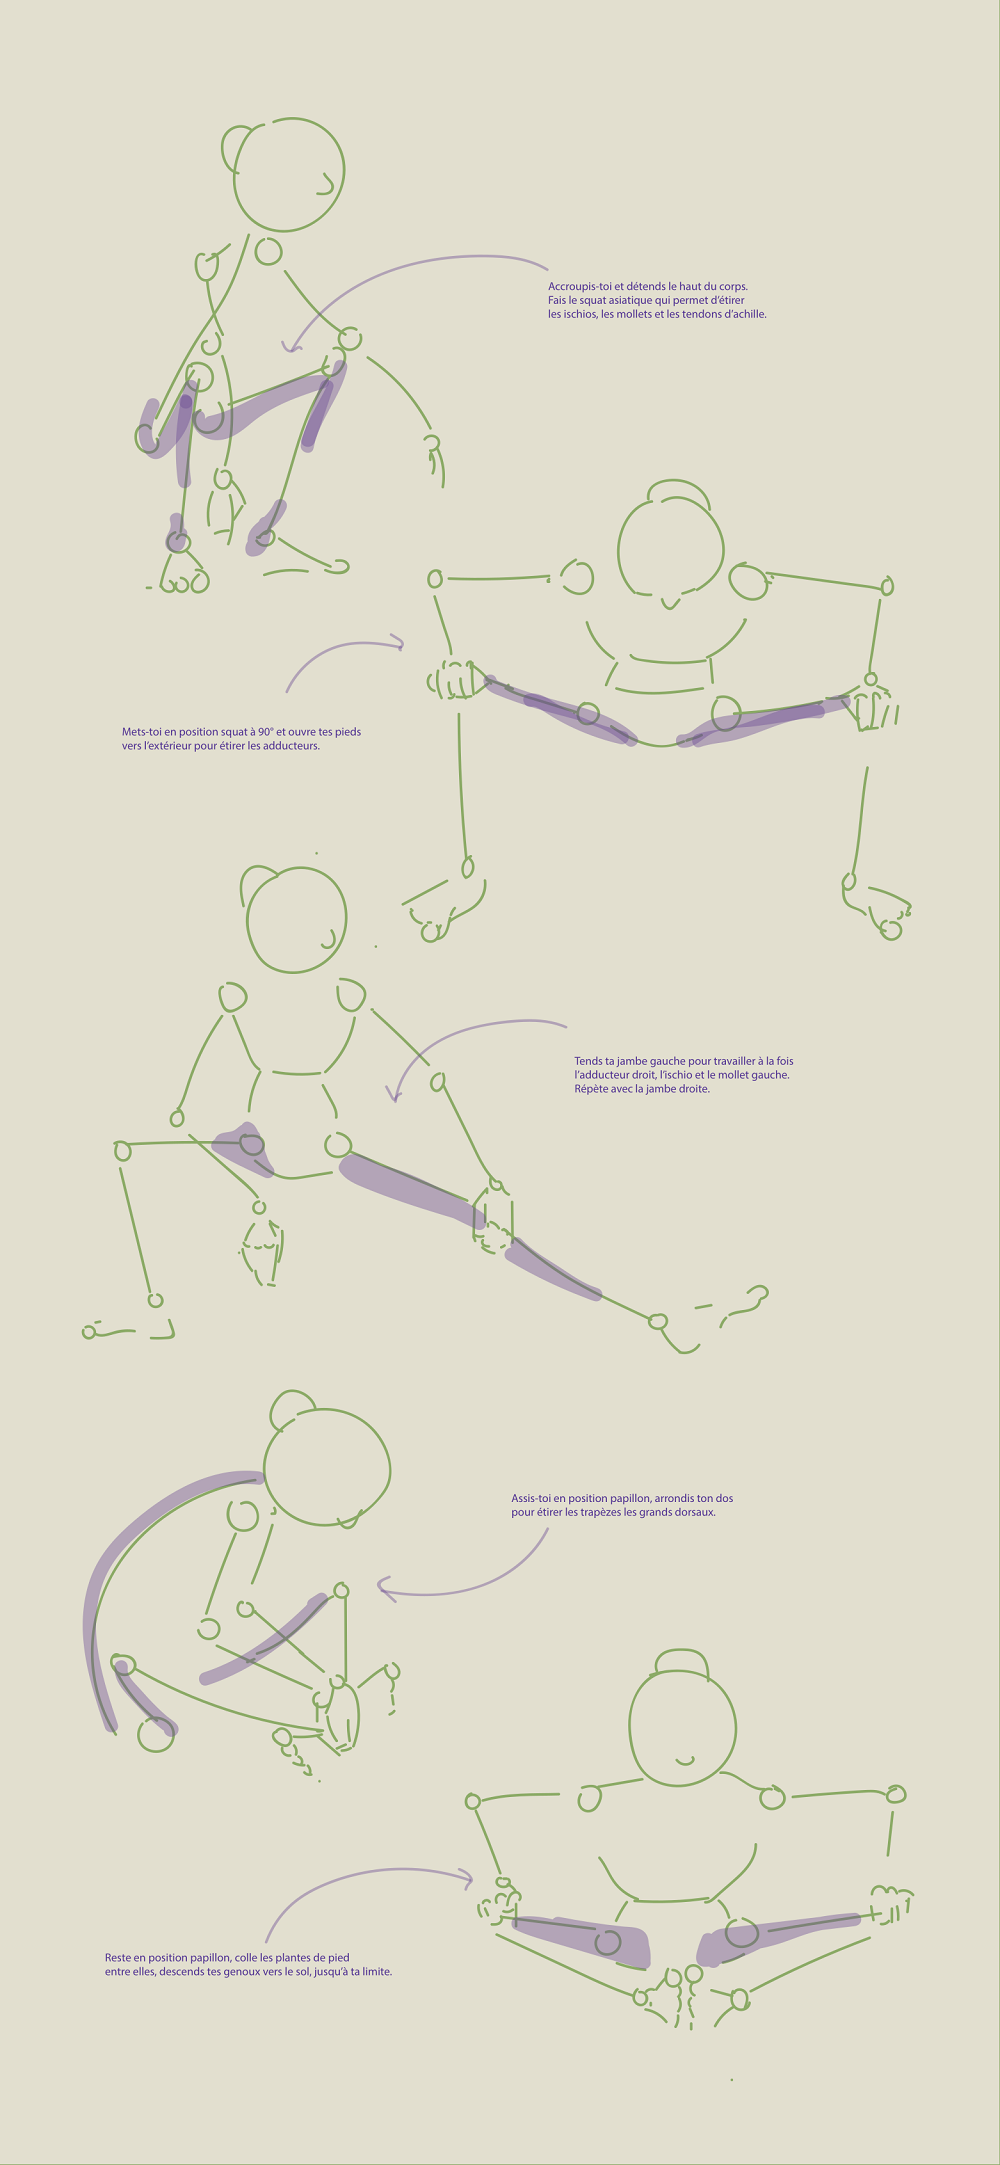 Accroupis-toi et détends le haut du corps.
Fais le squat asiatique qui permet d'étirer
les ischios, les mollets et les tendons d'achille.
Mets-toi en position squat à 90° et ouvre tes pieds
vers l'extérieur pour étirer les adducteurs.
Tends ta jambe gauche pour travailler à la fois
l'adducteur droit, l'ischio et le mollet gauche.
Répète avec la jambe droite.
Assis-toi en position papillon, arrondis ton dos
pour étirer les trapèzes les grands dorsaux.
Reste en position papillon, colle les plantes de pied
entre elles, descends tes genoux vers le sol, jusqu'à ta limite.